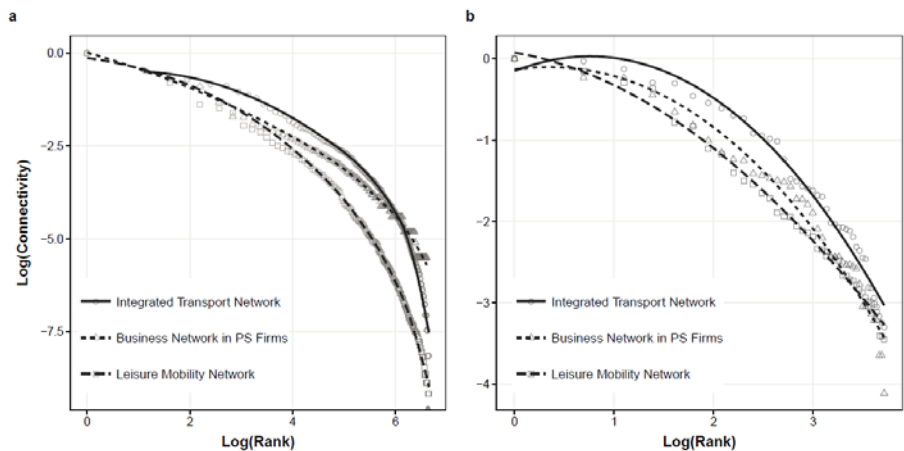 a
b
Log(Connectivity)
0.0
−2.5
−5.0
−7.5
0
2
4
6
Log(Rank)
Integrated Transport Network
Business Network in PS Firms
Leisure Mobility Network
0
−1
−2
−3
−4
0
1
2
3
Log(Rank)
Integrated Transport Network
Business Network in PS Firms
Leisure Mobility Network